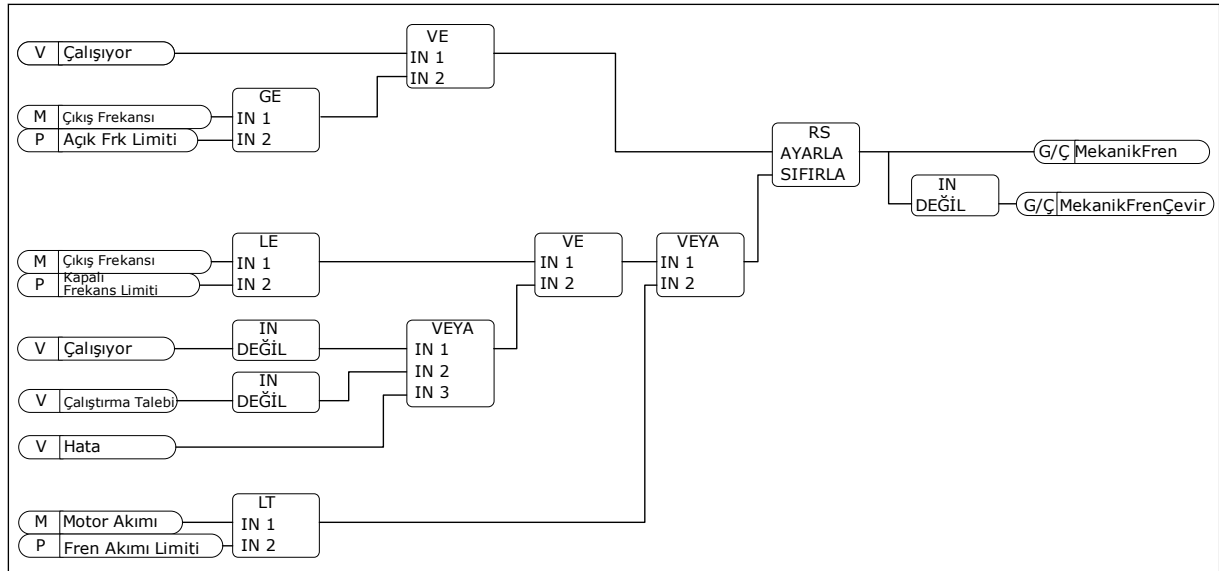 VE
V Çalışıyor
IN 1
IN 2
GE
M Çıkış Frekansı
IN 1
P Açık Frk Limiti
IN 2
RS
AYARLA
SIFIRLA
G/Ç MekanikFren
IN
DEĞİL
G/Ç MekanikFrenÇevir
LE
M Çıkış Frekansı
IN 1
P Kapalı
Frekans Limiti
IN 2
VE
IN 1
IN 2
VEYA
IN 1
IN 2
IN
V Çalışıyor
DEĞİL
VEYA
IN 1
IN 2
IN 3
IN
V Çalıştırma Talebi
DEĞİL
V Hata
LT
M Motor Akımı
IN 1
P Fren Akımı Limiti
IN 2